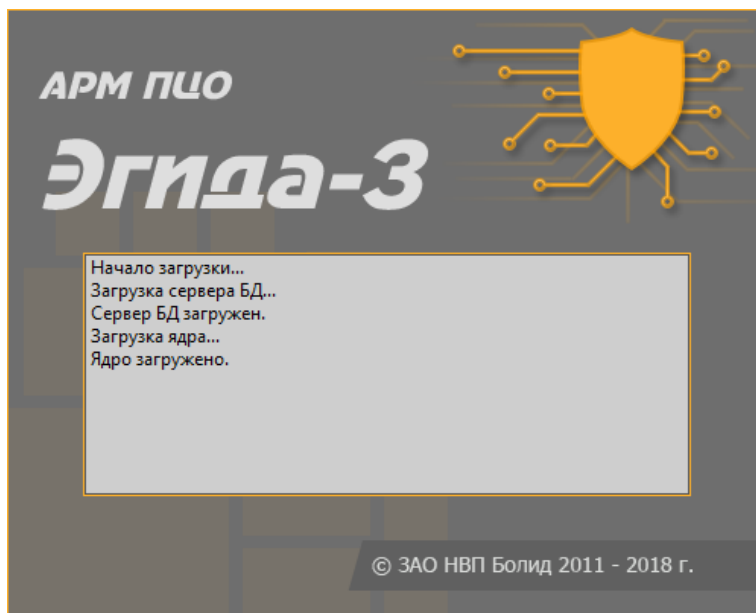 АРМ ПЦО
Эгида-3
Начало загрузки...
Загрузка сервера БД...
Сервер БД загружен.
Загрузка ядра...
Ядро загружено.
© ЗАО НВП Болид 2011 - 2018 г.